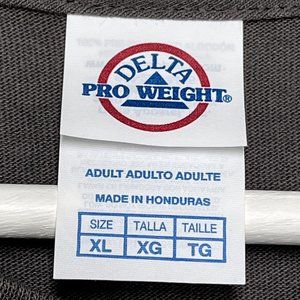 DELTA
PRO WEIGHT®
ADULT ADULTO ADULTE
MADE IN HONDURAS
SIZE TALLA TAILLE
XL XG TG